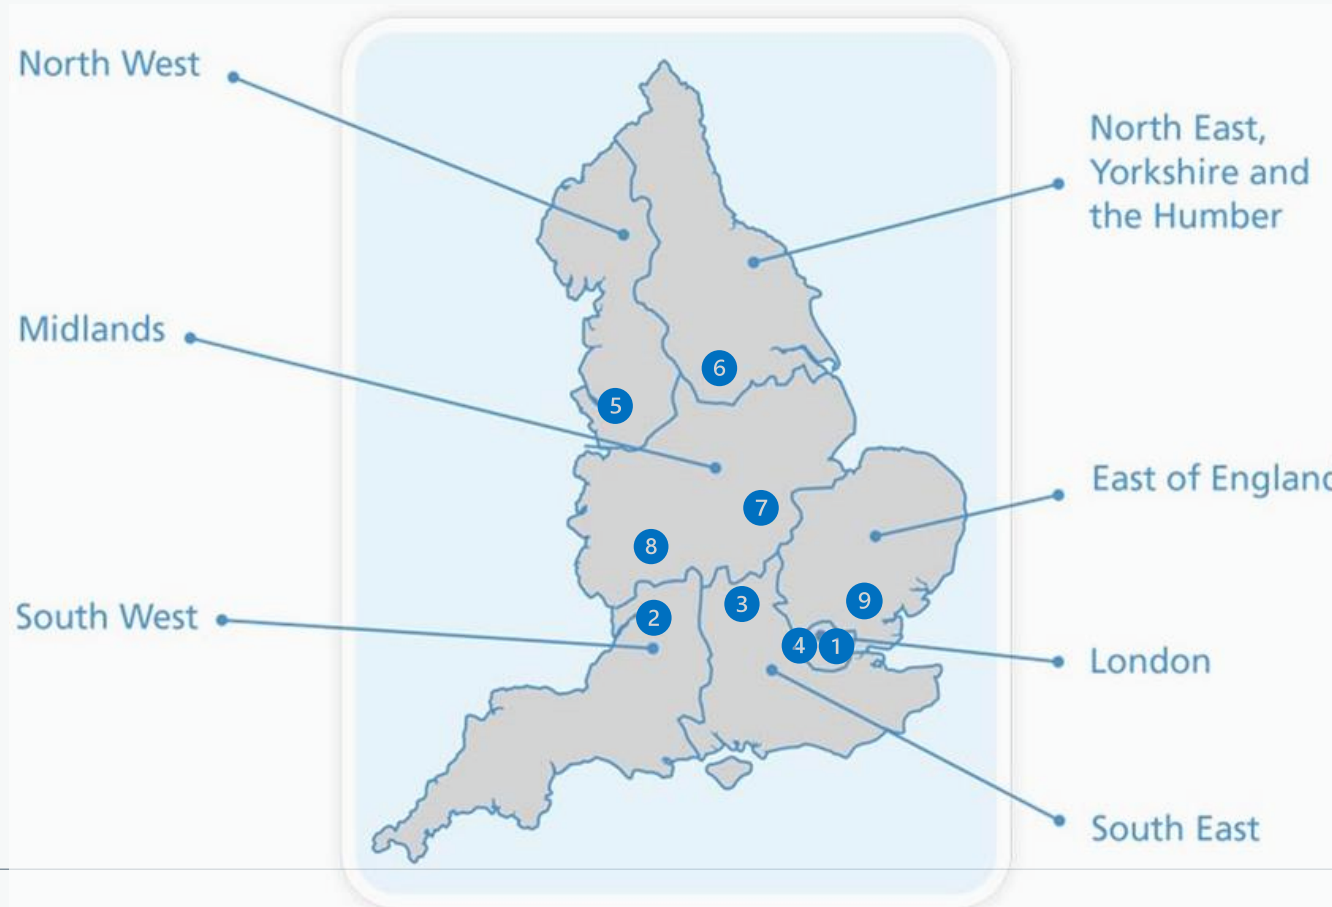 North West
North East,
Yorkshire and
the Humber
Midlands
6
5
East of England
7
8
South West
3
9
2
4
1
London
South East